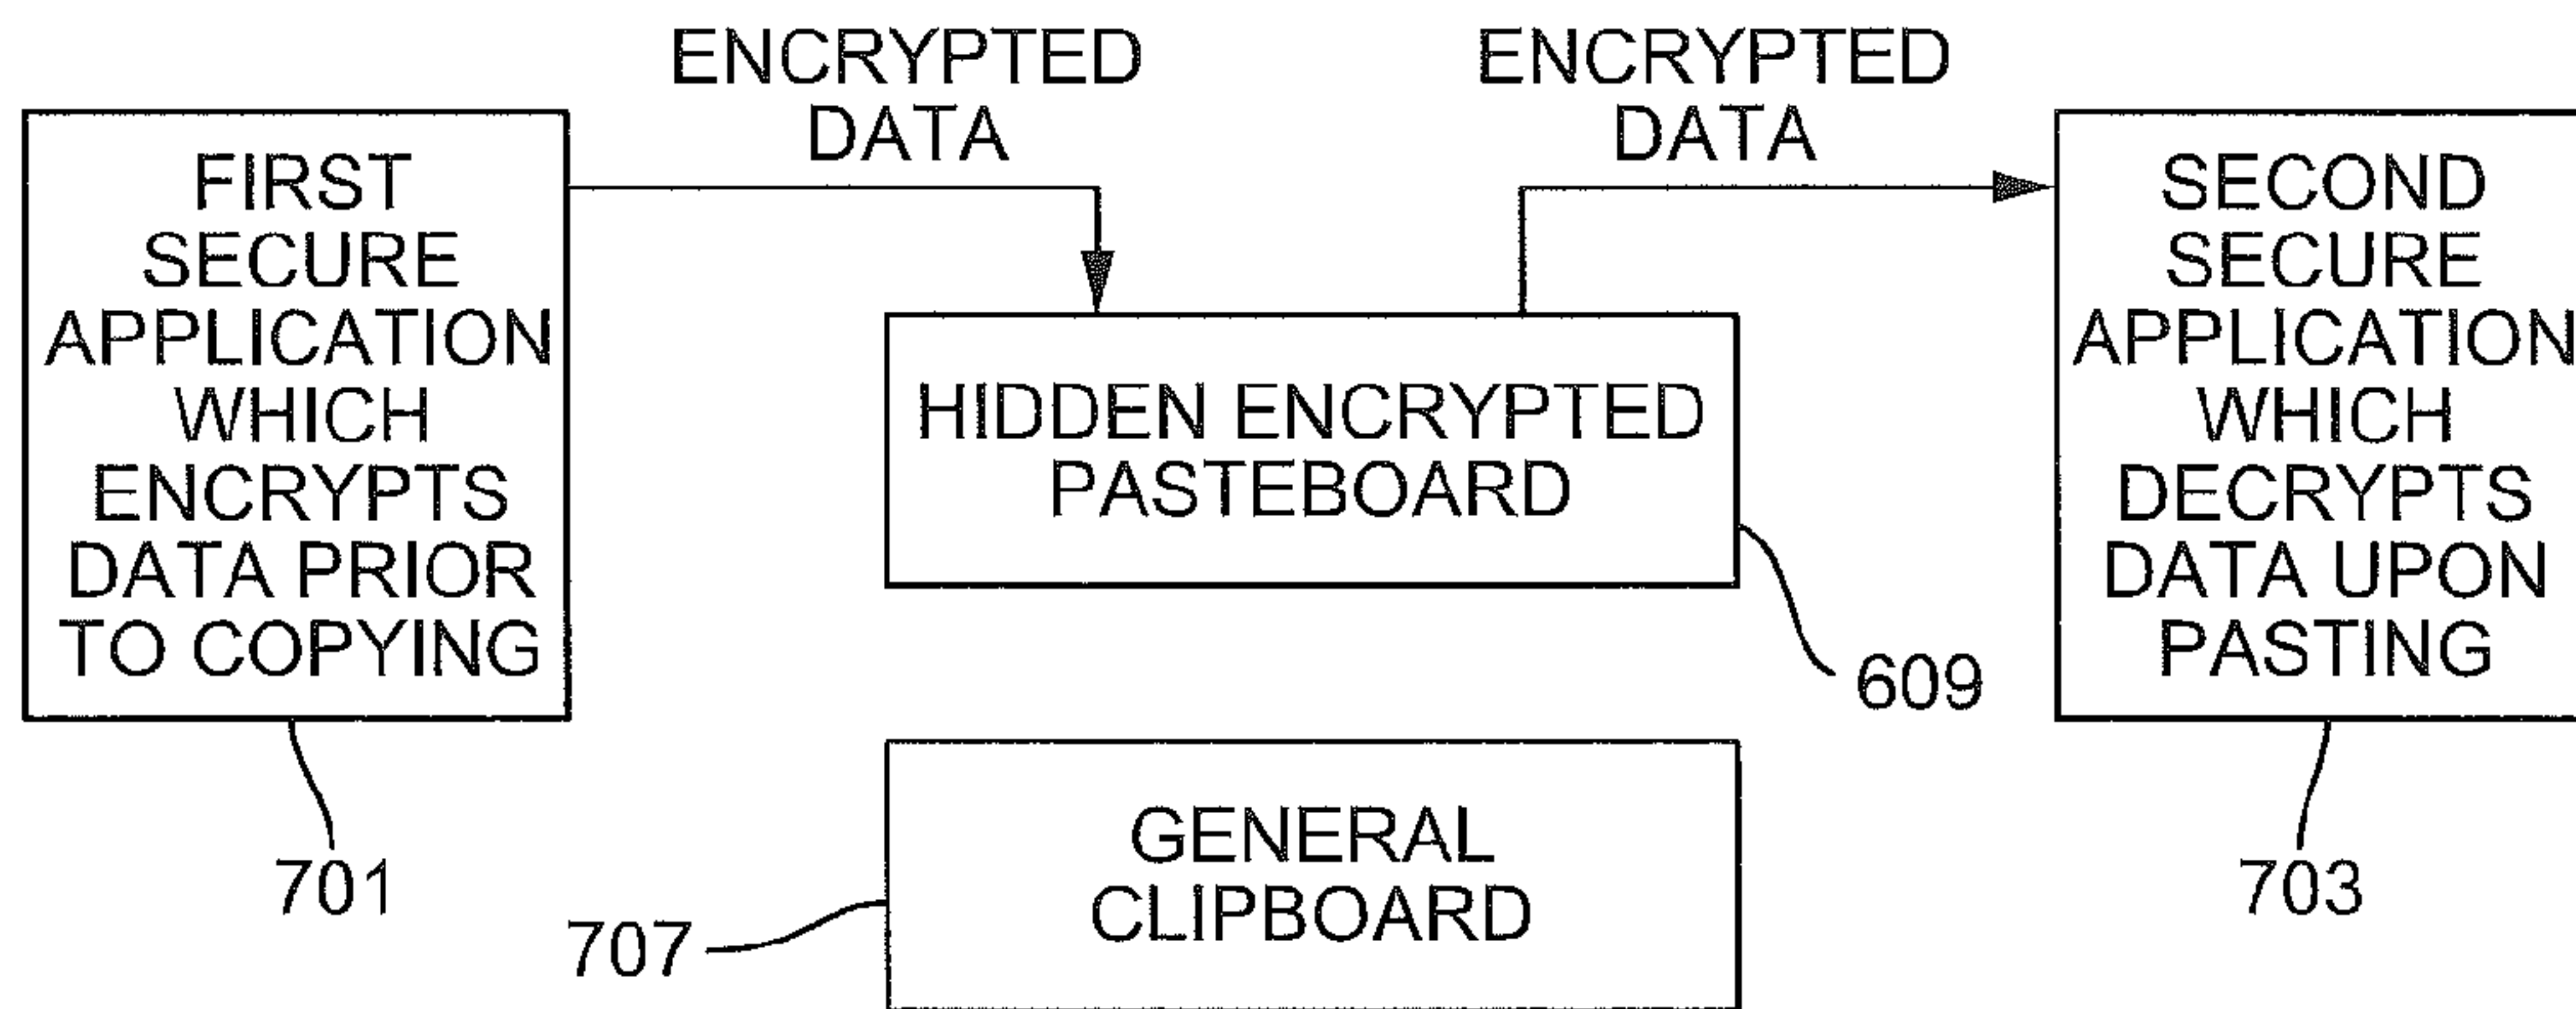 ENCRYPTED
DATA
ENCRYPTED
DATA
FIRST
SECURE
APPLICATION
WHICH
ENCRYPTS
DATA PRIOR
TO COPYING
HIDDEN ENCRYPTED
PASTEBOARD
SECOND
SECURE
APPLICATION
WHICH
DECRYPTS
DATA UPON
PASTING
609
701
GENERAL
CLIPBOARD
707
703